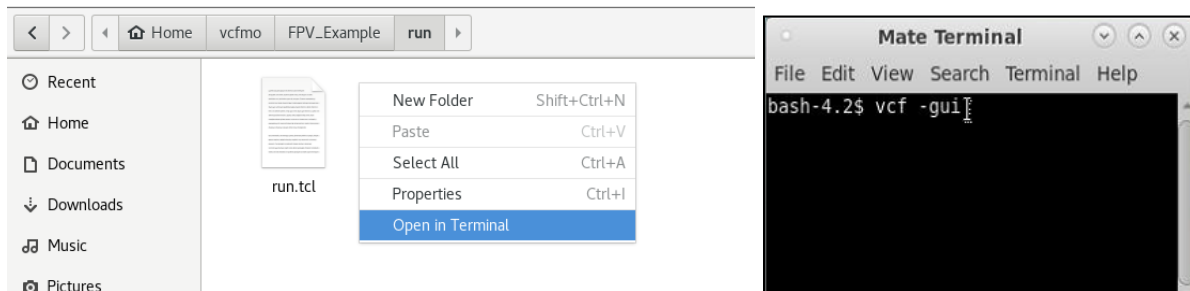 Home vcfmo FPV_Example run
Recent
Home
Documents
Downloads
Music
Pictures
run.tcl
New Folder Shift+Ctrl+N
Paste Ctrl+V
Select All Ctrl+A
Properties Ctrl+I
Open in Terminal
Mate Terminal
File Edit View Search Terminal Help
bash-4.2$ vcf -gui